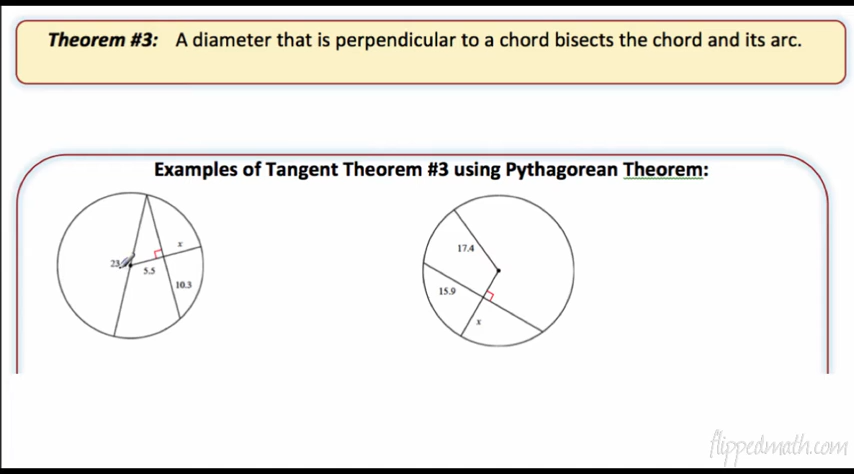 Theorem #3: A diameter that is perpendicular to a chord bisects the chord and its arc.
Examples of Tangent Theorem #3 using Pythagorean Theorem:
x
5.5
10.3
17.4
15.9
x
flippedmath.com